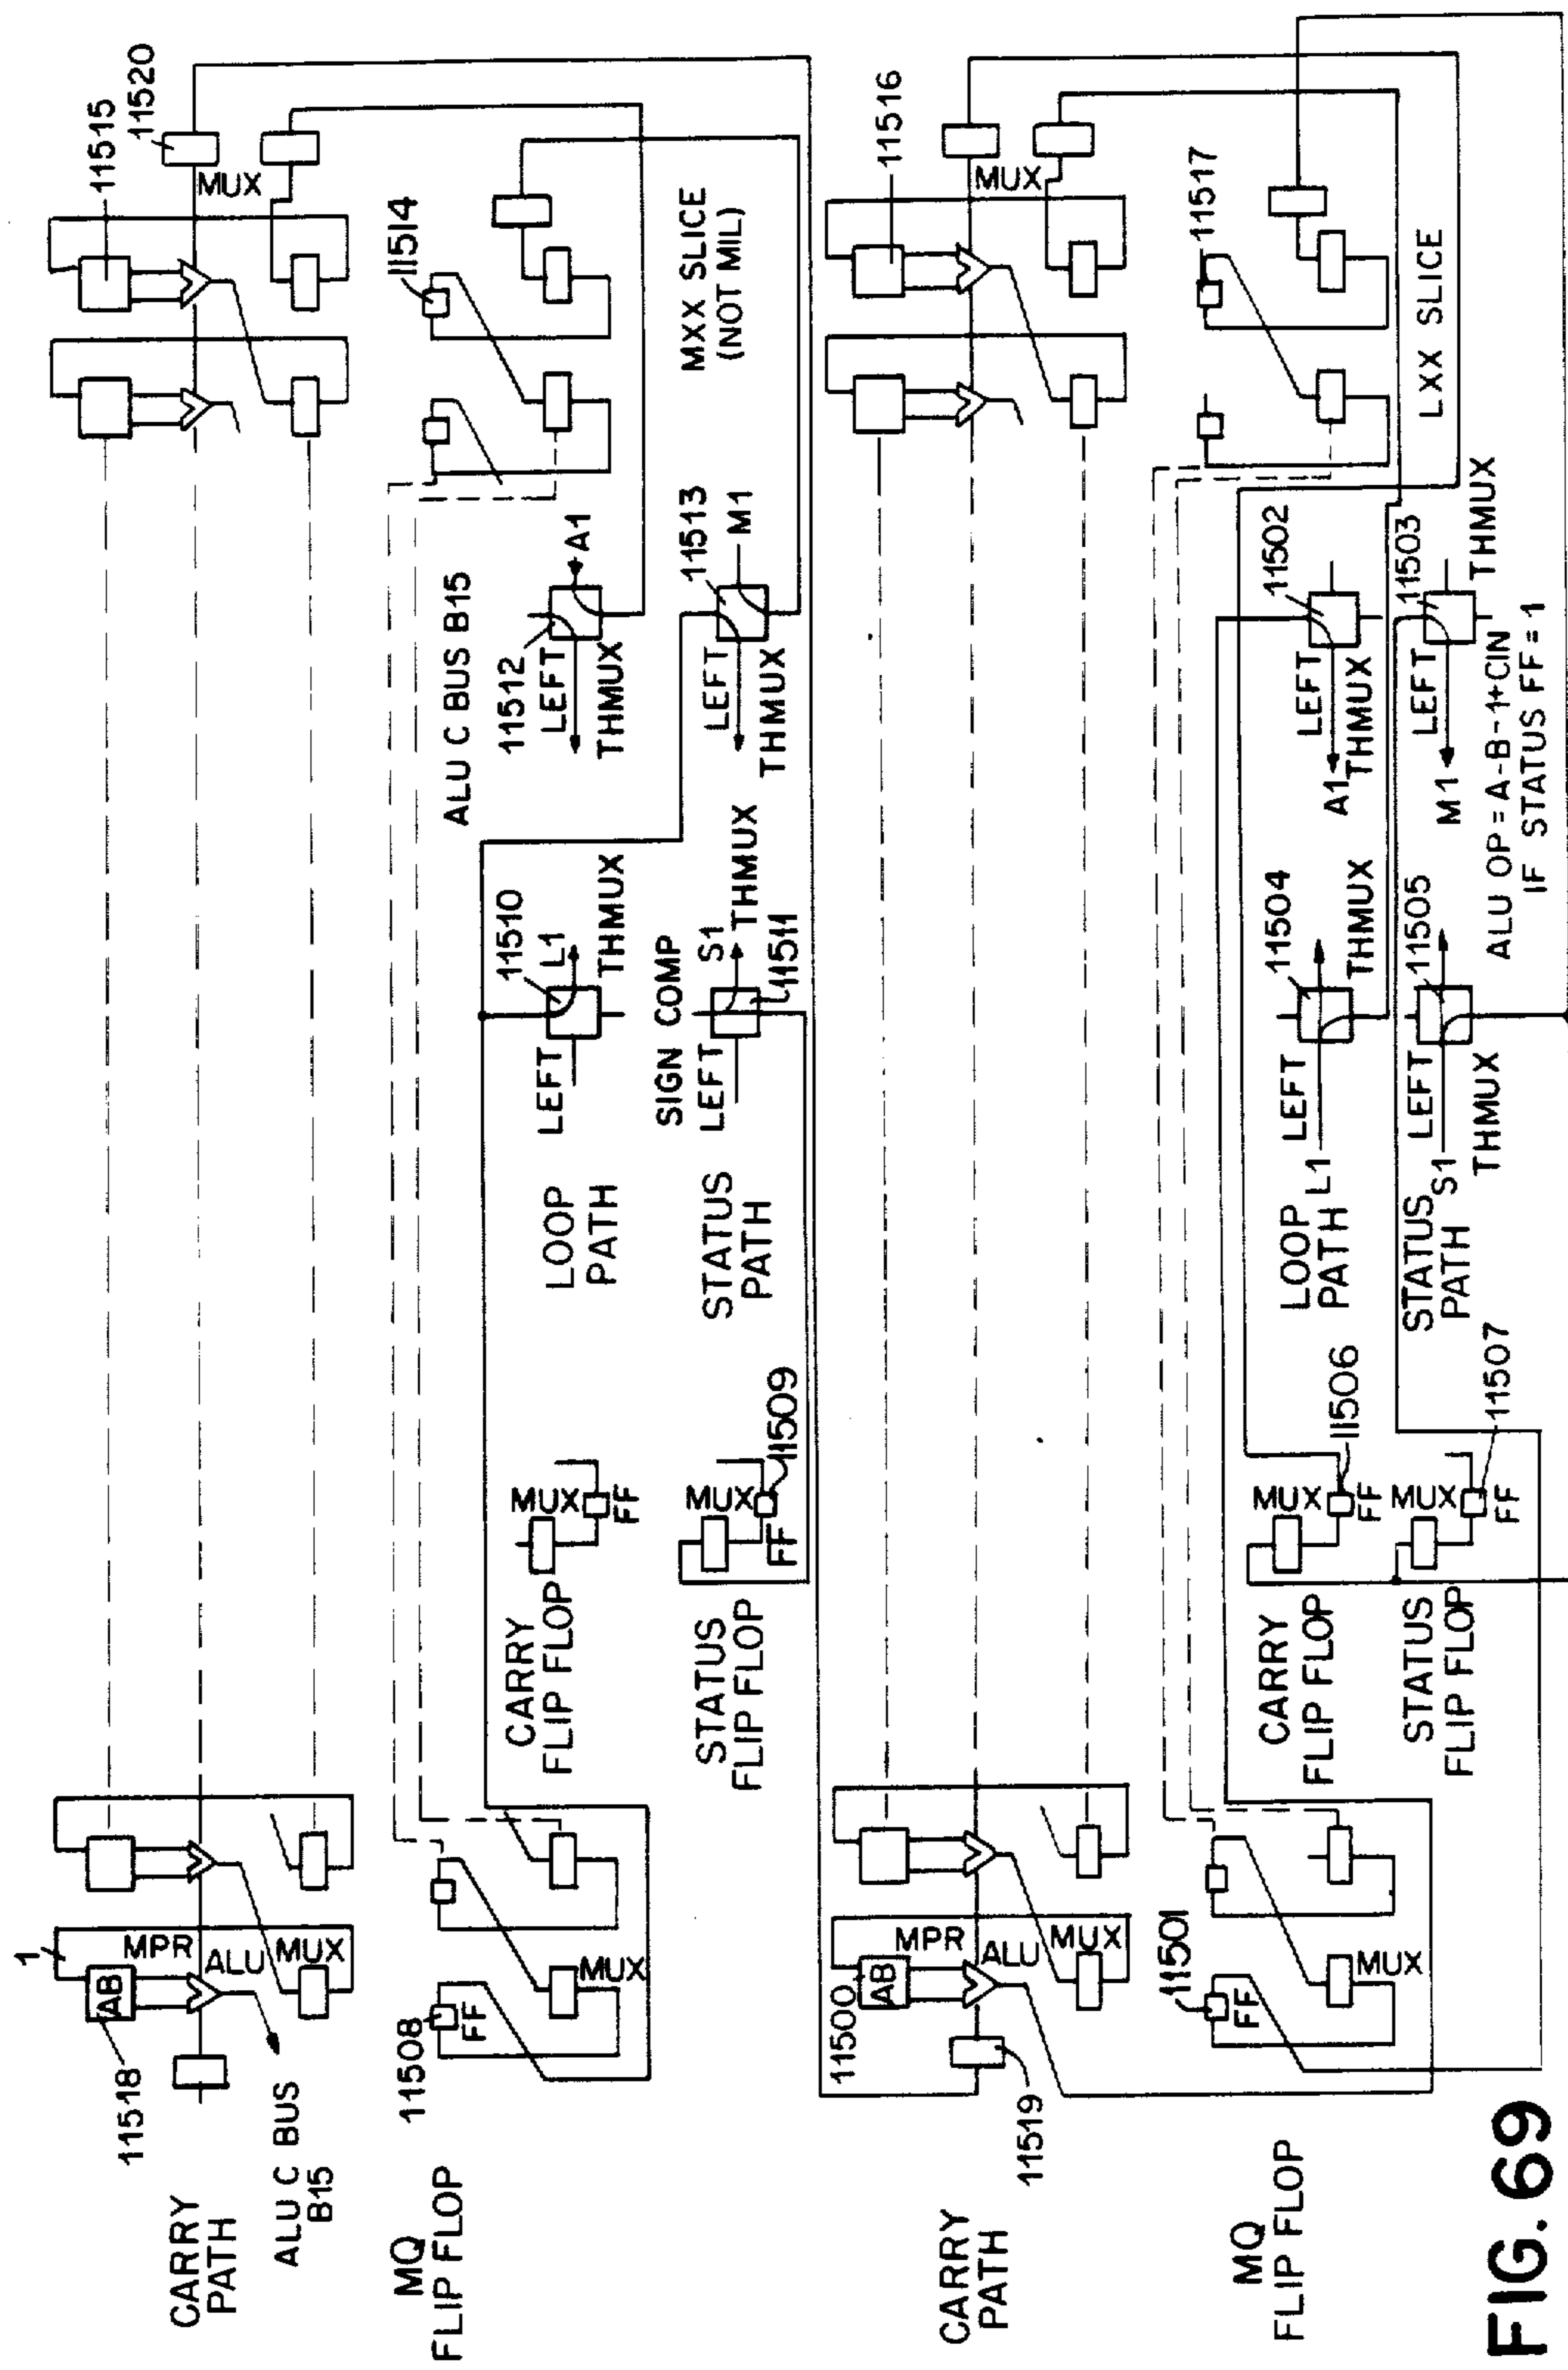 1
11518
AB
MPR
ALU
MUX
CARRY
PATH
ALU C BUS
B15
11515
11520
MUX
MQ
FLIP FLOP
11508
FF
MUX
11514
ALU C BUS B15
CARRY
FLIP FLOP
MUX
FF
LOOP
PATH
LEFT
11510
L1
THMUX
11512
LEFT
THMUX
A1
STATUS
FLIP FLOP
MUX
FF
11509
STATUS
PATH
SIGN COMP
LEFT
S1
THMUX
11511
LEFT
THMUX
11513
M1
MXX SLICE
(NOT MIL)
11500
AB
MPR
ALU
MUX
11519
CARRY
PATH
11516
MUX
MQ
FLIP FLOP
11501
FF
MUX
11517
CARRY
FLIP FLOP
MUX
FF
11506
LOOP
PATH L1
LEFT
11504
THMUX
A1
LEFT
THMUX
11502
LXX SLICE
STATUS
FLIP FLOP
MUX
FF
11507
STATUS
PATH S1
LEFT
THMUX
11505
M1
LEFT
11503
THMUX
ALU OP = A-B-1+CIN
IF STATUS FF = 1
FIG. 69